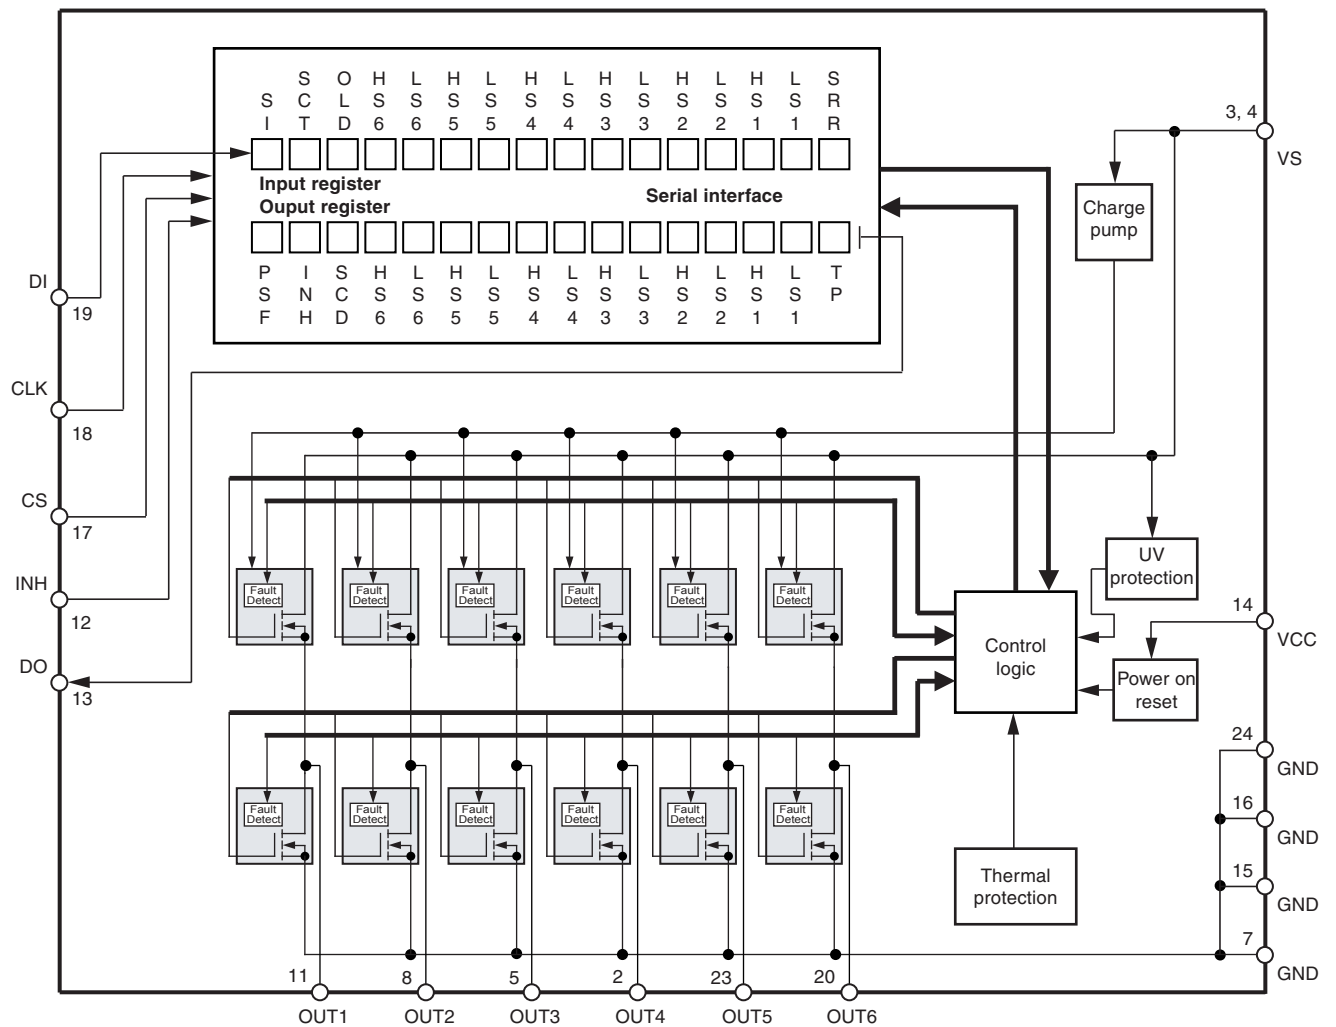 S O H L H L H L H L H L H L S
S C L S S S S S S S S S S S S R
I T D 6 6 5 5 4 4 3 3 2 2 1 1 R
Input register
Ouput register
Serial interface
P I S H L H L H L H L H L H L T
S N C S S S S S S S S S S S S P
F H D 6 6 5 5 4 4 3 3 2 2 1 1
3, 4
VS
Charge
pump
DI
19
CLK
18
CS
17
INH
12
DO
13
UV
protection
14
VCC
Control
logic
Power on
reset
Fault
Detect
Fault
Detect
Fault
Detect
Fault
Detect
Fault
Detect
Fault
Detect
24
GND
16
GND
15
GND
7
GND
Fault
Detect
Fault
Detect
Fault
Detect
Fault
Detect
Fault
Detect
Fault
Detect
Thermal
protection
11
8
5
2
23
20
OUT1
OUT2
OUT3
OUT4
OUT5
OUT6